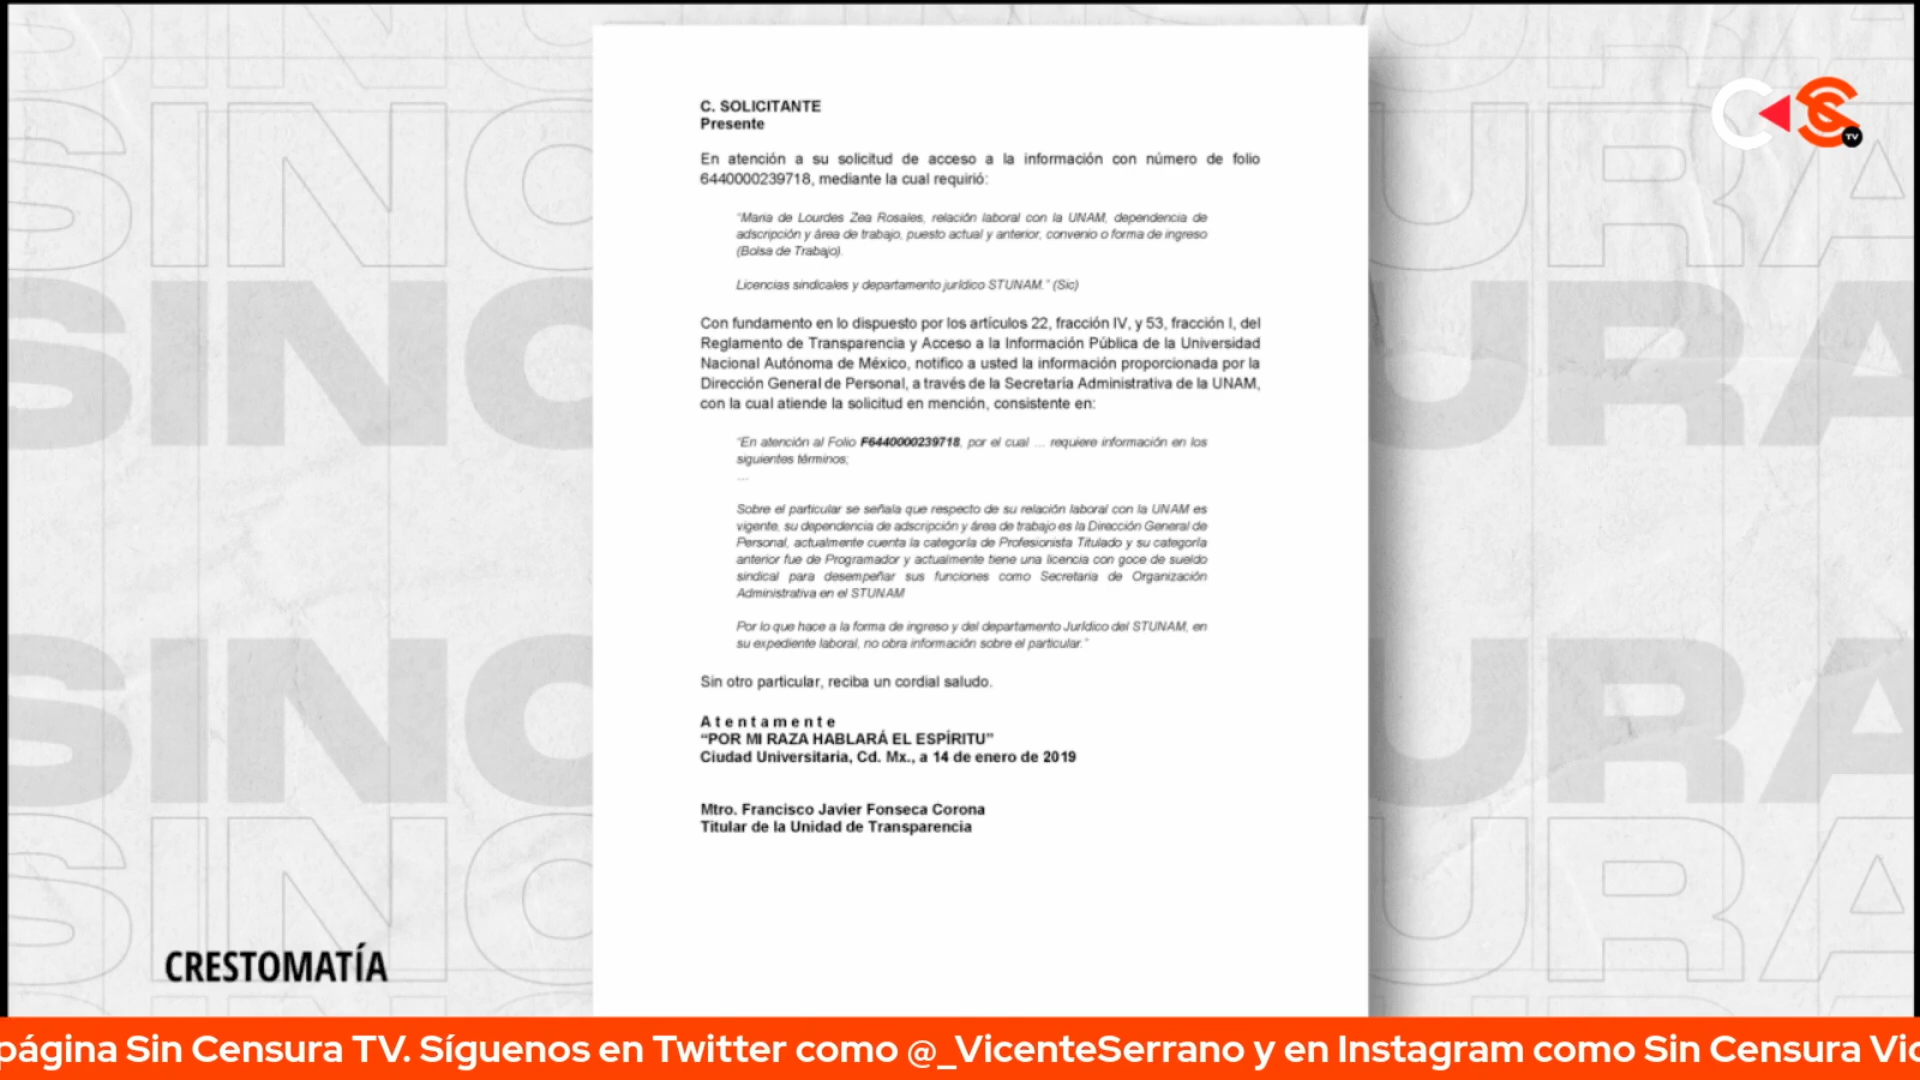 C. SOLICITANTE
Presente
En atención a su solicitud de acceso a la información con número de folio
6440000239718, mediante la cual requirió:
"Maria de Lourdes Zea Rosales, relación laboral con la UNAM, dependencia de
adscripción y área de trabajo, puesto actual y anterior, convenio o forma de ingreso
(Bolsa de Trabajo).
Licencias sindicales y departamento jurídico STUNAM." (Sic)
Con fundamento en lo dispuesto por los artículos 22, fracción IV, y 53, fracción I, del
Reglamento de Transparencia y Acceso a la Información Pública de la Universidad
Nacional Autónoma de México, notifico a usted la información proporcionada por la
Dirección General de Personal, a través de la Secretaría Administrativa de la UNAM,
con la cual atiende la solicitud en mención, consistente en:
"En atención al Folio F6440000239718, por el cual ... requiere información en los
siguientes términos;
...
Sobre el particular se señala que respecto de su relación laboral con la UNAM es
vigente, su dependencia de adscripción y área de trabajo es la Dirección General de
Personal, actualmente cuenta la categoría de Profesionista Titulado y su categoría
anterior fue de Programador y actualmente tiene una licencia con goce de sueldo
sindical para desempeñar sus funciones como Secretaria de Organización
Administrativa en el STUNAM
Por lo que hace a la forma de ingreso y del departamento Jurídico del STUNAM, en
su expediente laboral, no obra información sobre el particular."
Sin otro particular, reciba un cordial saludo.
Atentamente
"POR MI RAZA HABLARÁ EL ESPÍRITU"
Ciudad Universitaria, Cd. Mx., a 14 de enero de 2019
Mtro. Francisco Javier Fonseca Corona
Titular de la Unidad de Transparencia
TV
CRESTOMATÍA
página Sin Censura TV. Síguenos en Twitter como @_VicenteSerrano y en Instagram como Sin Censura Vic